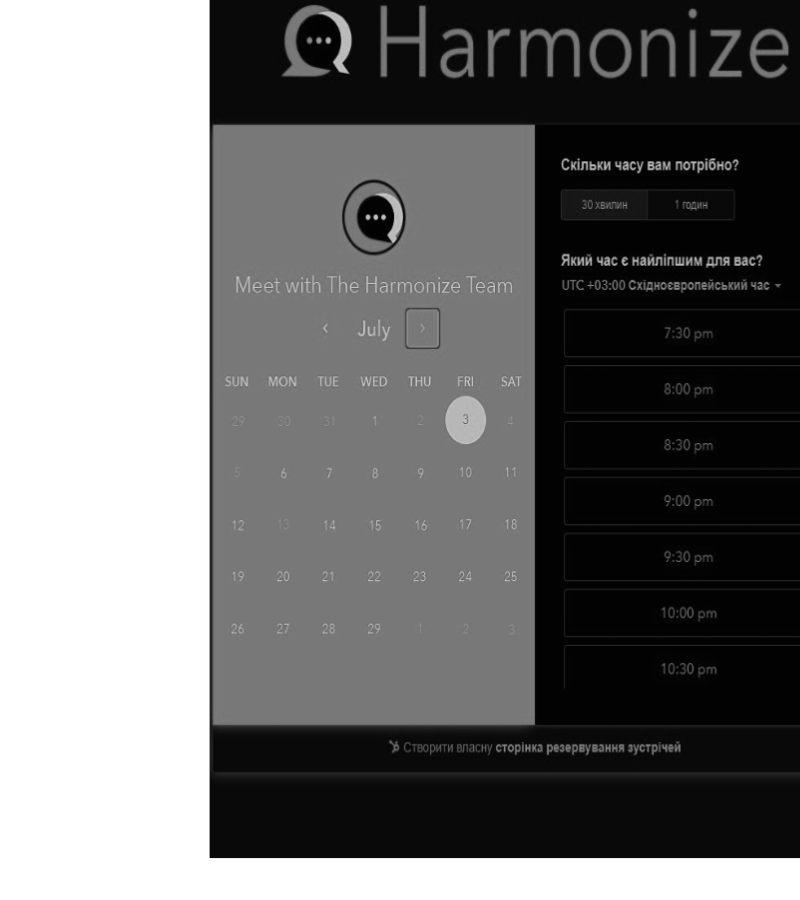 Harmonize
Meet with The Harmonize Team
‹ July ›
SUN MON TUE WED THU FRI SAT
29 30 31 1 2 3 4
5 6 7 8 9 10 11
12 13 14 15 16 17 18
19 20 21 22 23 24 25
26 27 28 29 1 2 3
Скільки часу вам потрібно?
30 хвилин 1 годин
Який час є найліпшим для вас?
UTC +03:00 Східноєвропейський час
7:30 pm
8:00 pm
8:30 pm
9:00 pm
9:30 pm
10:00 pm
10:30 pm
Створити власну сторінка резервування зустрічей